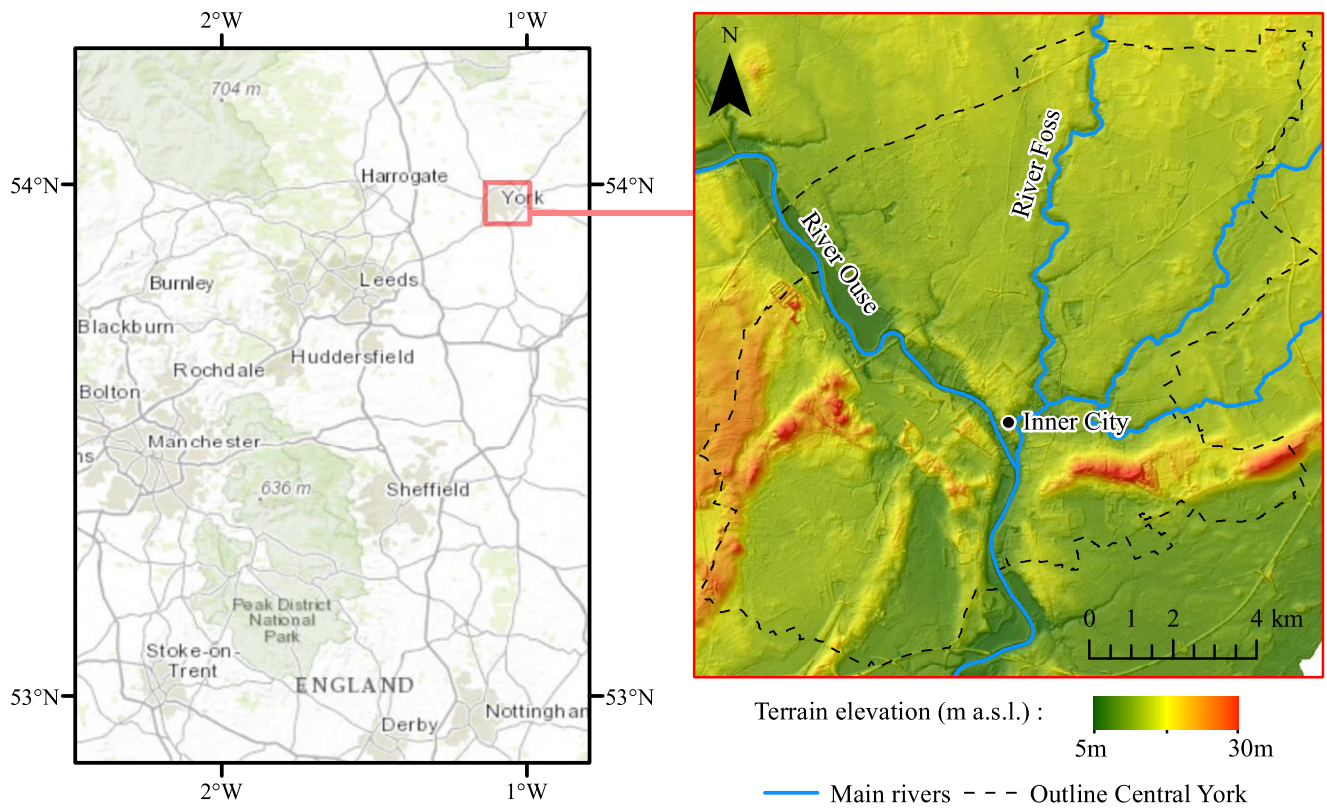 2°W
1°W
54°N
54°N
53°N
53°N
2°W
1°W
704 m
Harrogate
York
Burnley
Leeds
Blackburn
Huddersfield
Rochdale
Bolton
Manchester
ns
636 m
Sheffield
Peak District
National
Park
Stoke-on-
Trent
ENGLAND
Derby
Nottinghan
N
River Foss
River Ouse
Inner City
0 1 2 4 km
Terrain elevation (m a.s.l.) :
5m
30m
Main rivers
Outline Central York